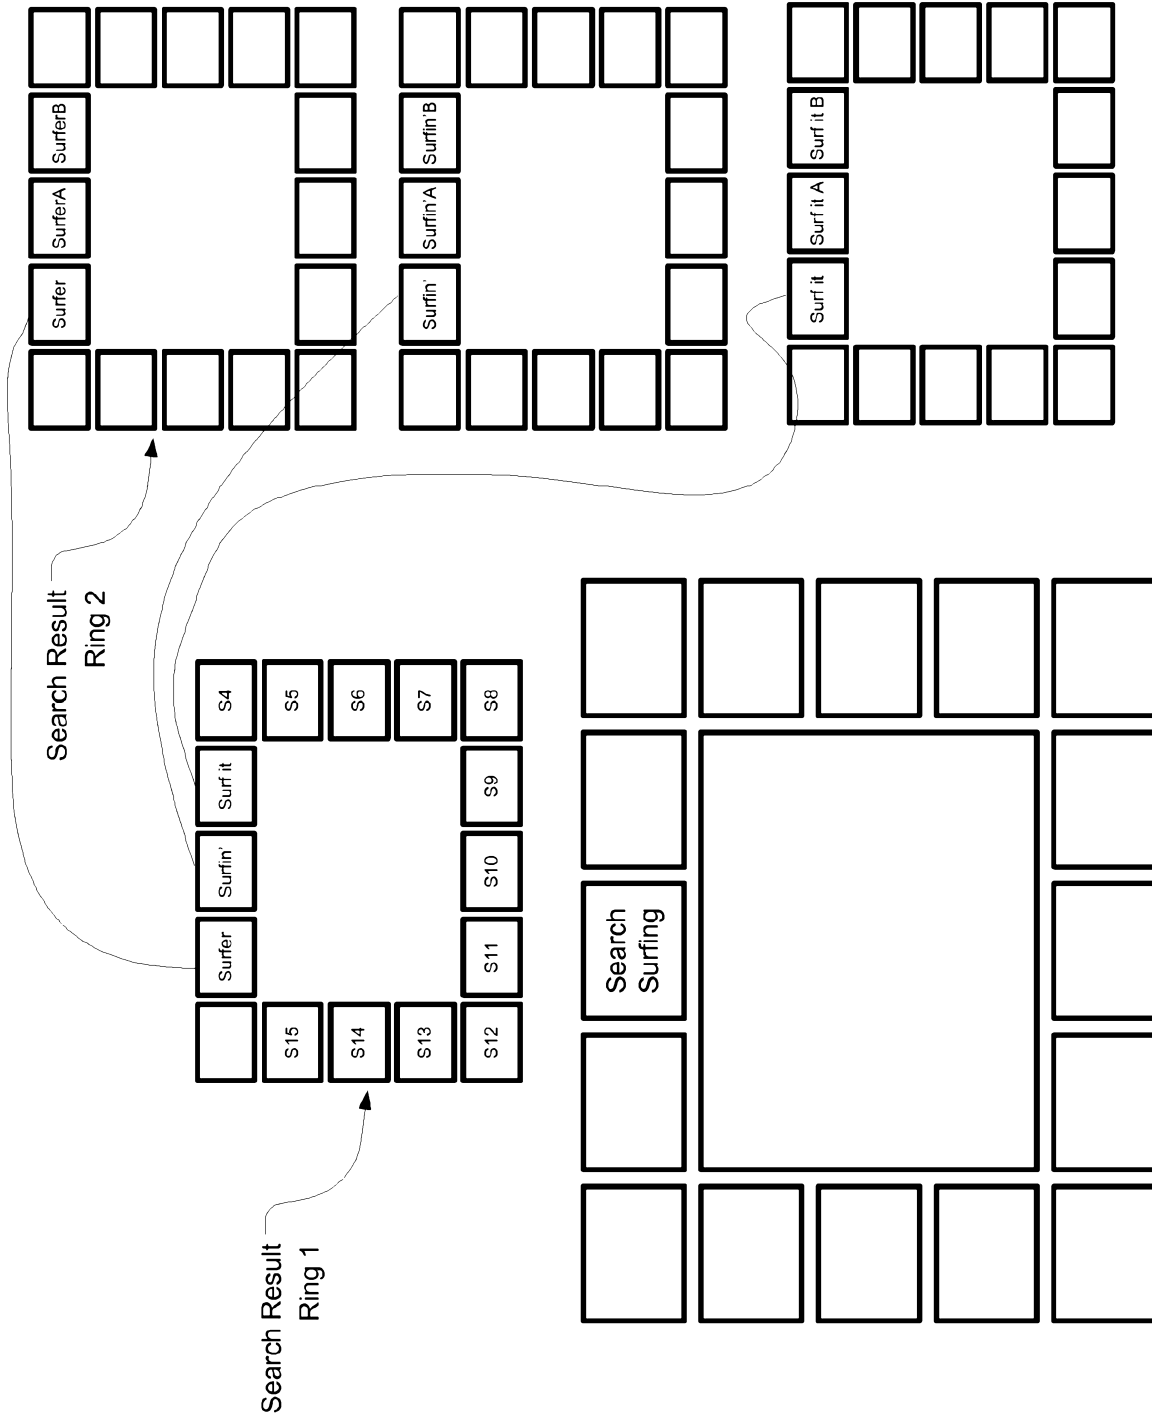 Search Result
Ring 1
Search Result
Ring 2
Surfer
SurferA
SurferB
Surfin'
Surfin'A
Surfin'B
Surf it
Surf it A
Surf it B
Surfer
Surfin'
Surf it
S4
S15
S5
S14
S6
S13
S7
S12
S11
S10
S9
S8
Search
Surfing